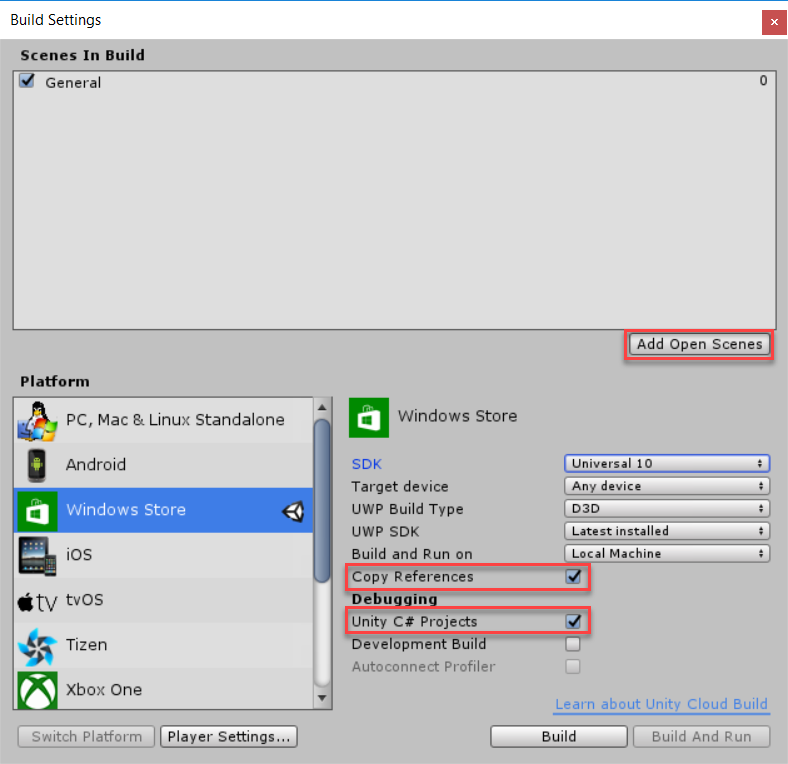 Build Settings
Scenes In Build
General 0
Add Open Scenes
Platform
PC, Mac & Linux Standalone
Android
Windows Store
iOS
tvOS
Tizen
Xbox One
Windows Store
SDK Universal 10
Target device Any device
UWP Build Type D3D
UWP SDK Latest installed
Build and Run on Local Machine
Copy References
Debugging
Unity C# Projects
Development Build
Autoconnect Profiler
Learn about Unity Cloud Build
Switch Platform Player Settings... Build Build And Run